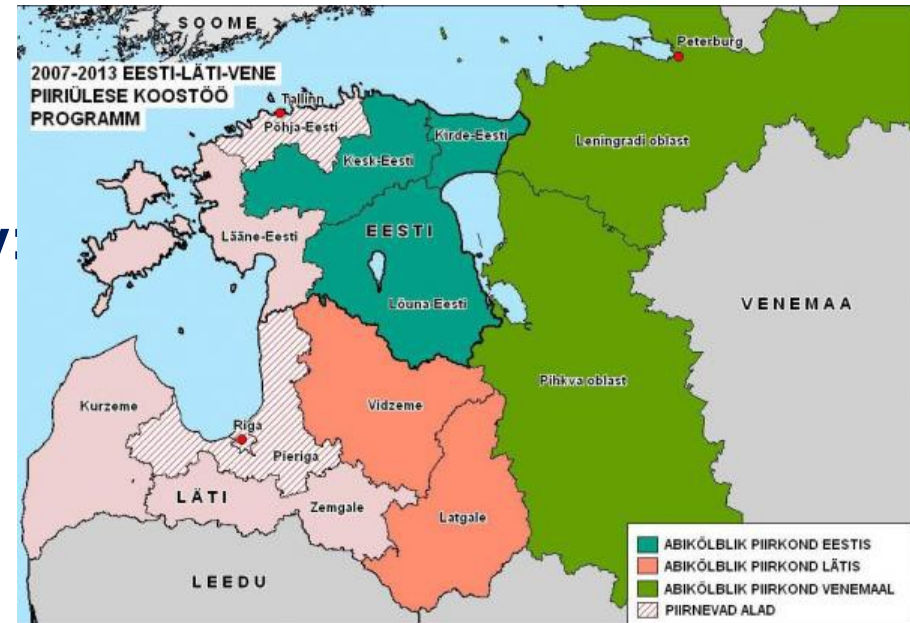 SOOME
2007-2013 EESTI-LÄTI-VENE
PIIRIÜLESE KOOSTÖÖ
PROGRAMM
Peterburg
Tallinn
Põhja-Eesti
Kirde-Eesti
Kesk-Eesti
Leningradi oblast
Lääne-Eesti
EESTI
Lõuna-Eesti
VENEMAA
Pihkva oblast
Kurzeme
Vidzeme
Riga
Pieriga
LÄTI
Zemgale
Latgale
LEEDU
ABIKÕLBLIK PIIRKOND EESTIS
ABIKÕLBLIK PIIRKOND LÄTIS
ABIKÕLBLIK PIIRKOND VENEMAAL
PIIRNEVAD ALAD